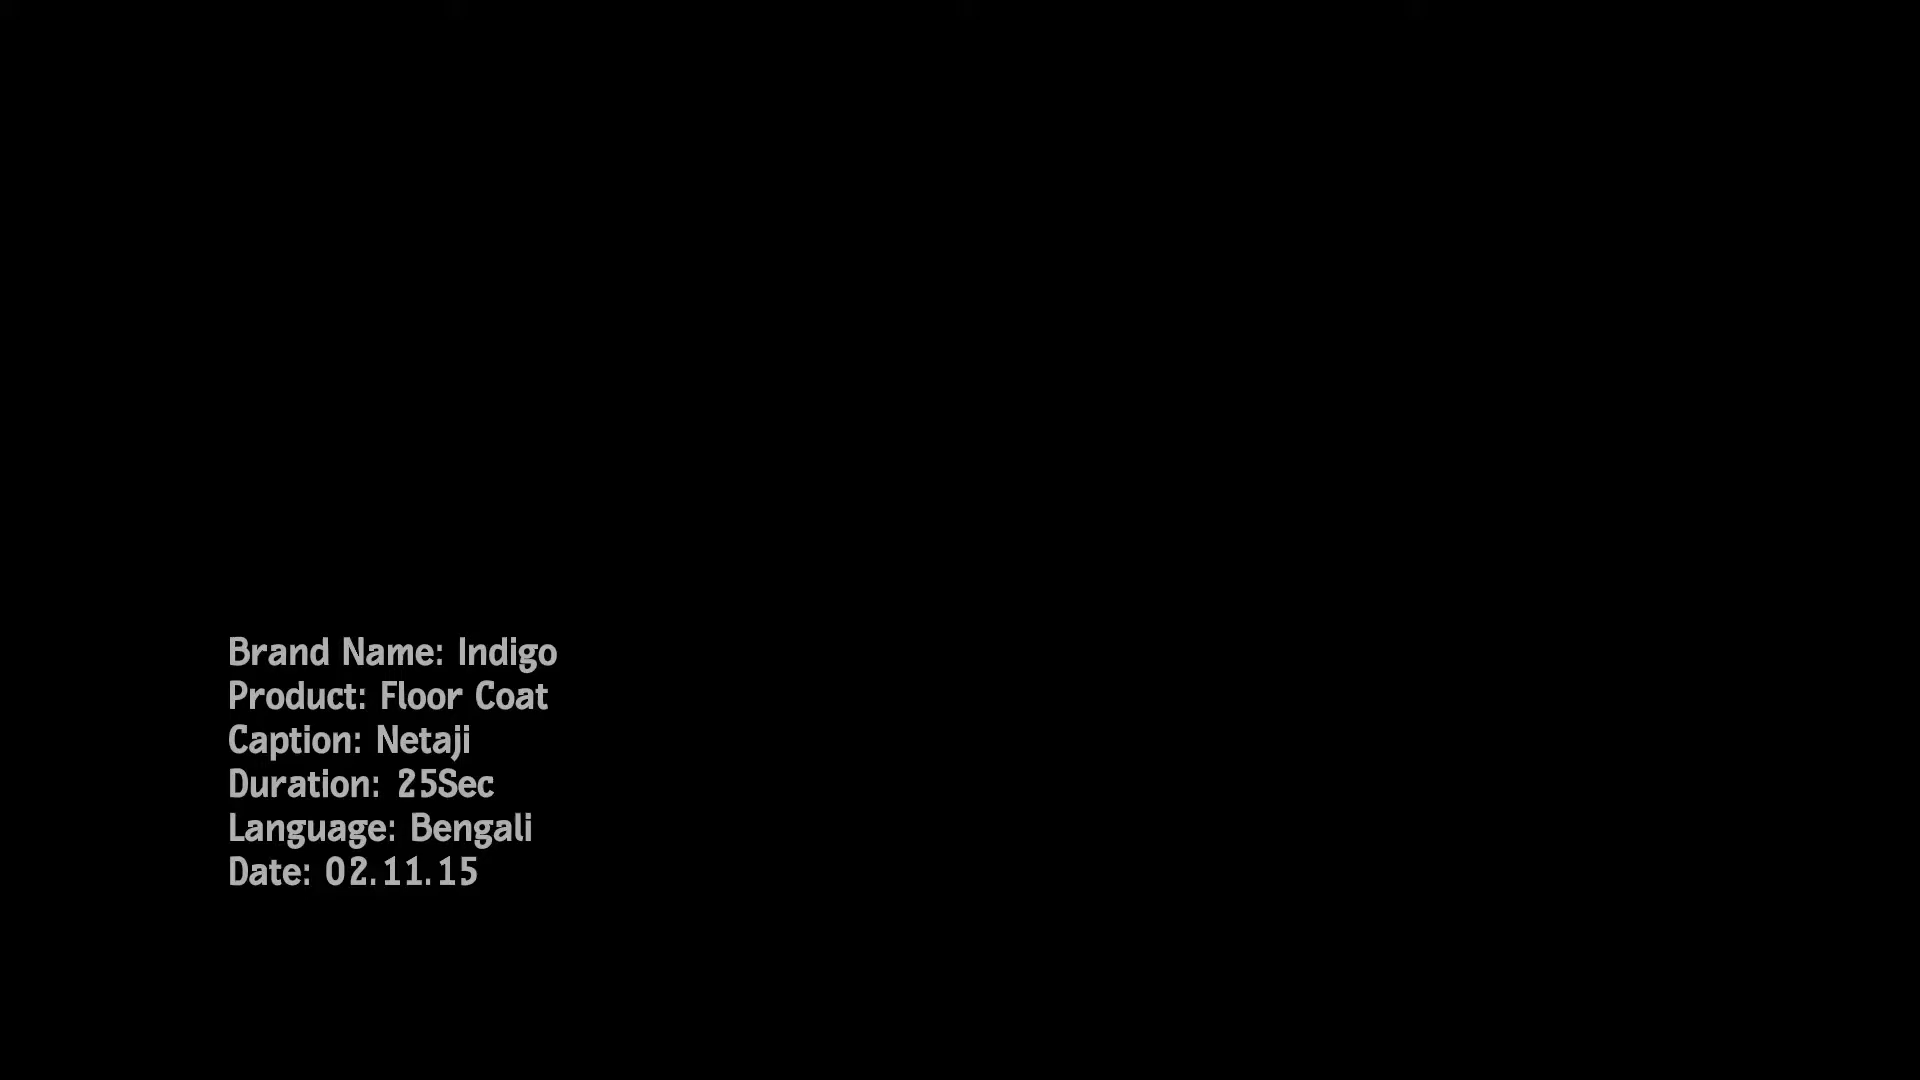 Brand Name: Indigo
Product: Floor Coat
Caption: Netaji
Duration: 25Sec
Language: Bengali
Date: 02.11.15